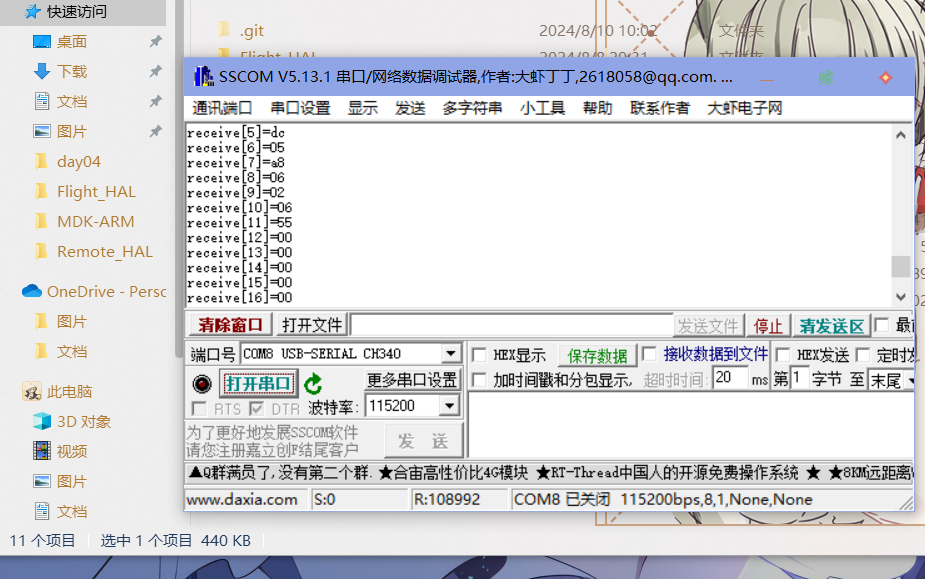 快速访问
桌面
下载
文档
图片
day04
Flight_HAL
MDK-ARM
Remote_HAL
OneDrive - Persc
图片
文档
此电脑
3D 对象
视频
图片
文档
11 个项目 选中 1 个项目 440 KB
.git 2024/8/10 10:02 文件夹
SSCOM V5.13.1 串口/网络数据调试器,作者:大虾丁丁,2618058@qq.com. ...
通讯端口 串口设置 显示 发送 多字符串 小工具 帮助 联系作者 大虾电子网
receive[5]=dc
receive[6]=05
receive[7]=a8
receive[8]=06
receive[9]=02
receive[10]=06
receive[11]=55
receive[12]=00
receive[13]=00
receive[14]=00
receive[15]=00
receive[16]=00
清除窗口 打开文件 发送文件 停止 清发送区 最
端口号 COM8 USB-SERIAL CH340 HEX显示 保存数据 接收数据到文件 HEX发送 定时
打开串口 更多串口设置 加时间戳和分包显示, 超时时间: 20 ms 第1 字节 至 末尾
RTS DTR 波特率: 115200
为了更好地发展SSCOM软件
请您注册嘉立创F结尾客户
发 送
▲Q群满员了,没有第二个群. ★合宙高性价比4G模块 ★RT-Thread中国人的开源免费操作系统 ★ ★8KM远距离
www.daxia.com S:0 R:108992 COM8 已关闭 115200bps,8,1,None,None